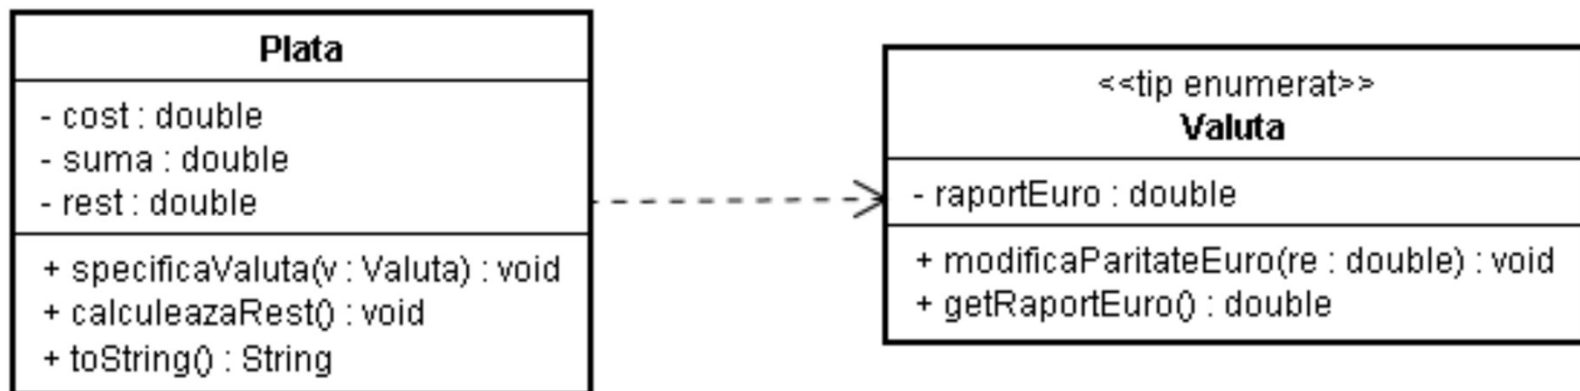 Plata
- cost : double
- suma : double
- rest : double
+ specificaValuta(v : Valuta) : void
+ calculeazaRest() : void
+ toString() : String
<<tip enumerat>>
Valuta
- raportEuro : double
+ modificaParitateEuro(re : double) : void
+ getRaportEuro() : double